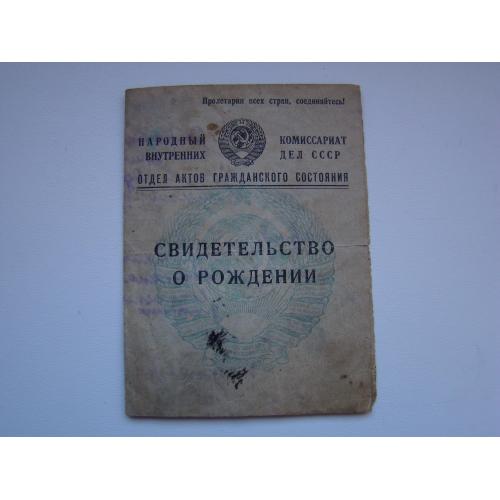 Пролетарии всех стран, соединяйтесь!
НАРОДНЫЙ КОМИССАРИАТ
ВНУТРЕННИХ ДЕЛ СССР
ОТДЕЛ АКТОВ ГРАЖДАНСКОГО СОСТОЯНИЯ
СВИДЕТЕЛЬСТВО
О РОЖДЕНИИ